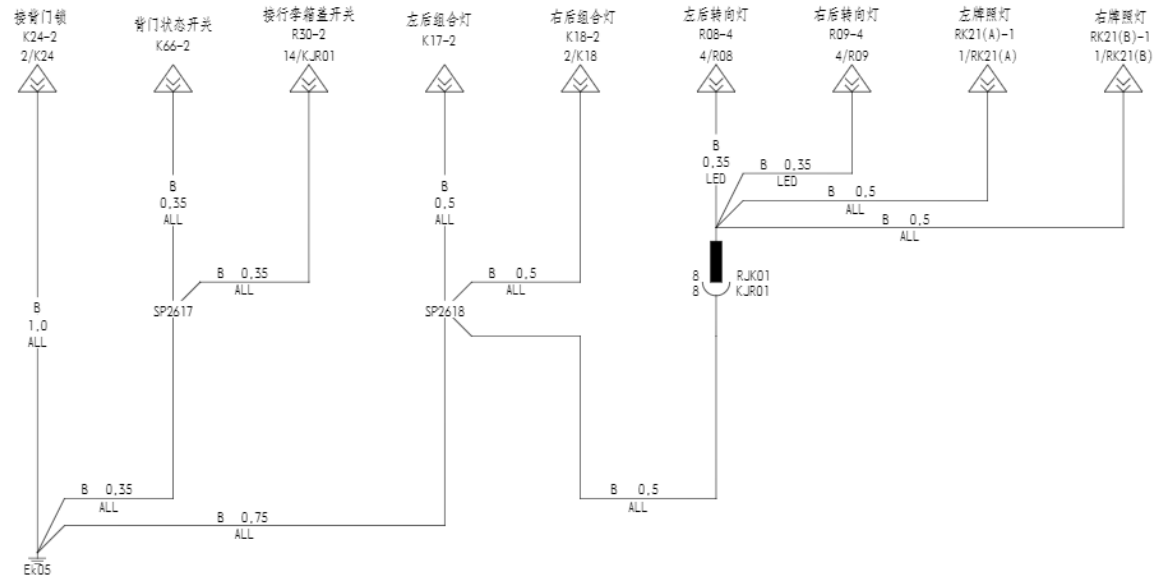 接背门锁
K24-2
2/K24
背门状态开关
K66-2
接行李箱盖开关
R30-2
14/KJR01
左后组合灯
K17-2
右后组合灯
K18-2
2/K18
左后转向灯
R08-4
4/R08
右后转向灯
R09-4
4/R09
左牌照灯
RK21(A)-1
1/RK21(A)
右牌照灯
RK21(B)-1
1/RK21(B)
B
0,35
LED
B 0,35
LED
B 0,5
ALL
B 0,5
ALL
B
0,35
ALL
B
0,5
ALL
B 0,35
ALL
B 0,5
ALL
8 RJK01
8 KJR01
B
1,0
ALL
SP2617
SP2618
B 0,35
ALL
B 0,5
ALL
B 0,75
ALL
Ek05